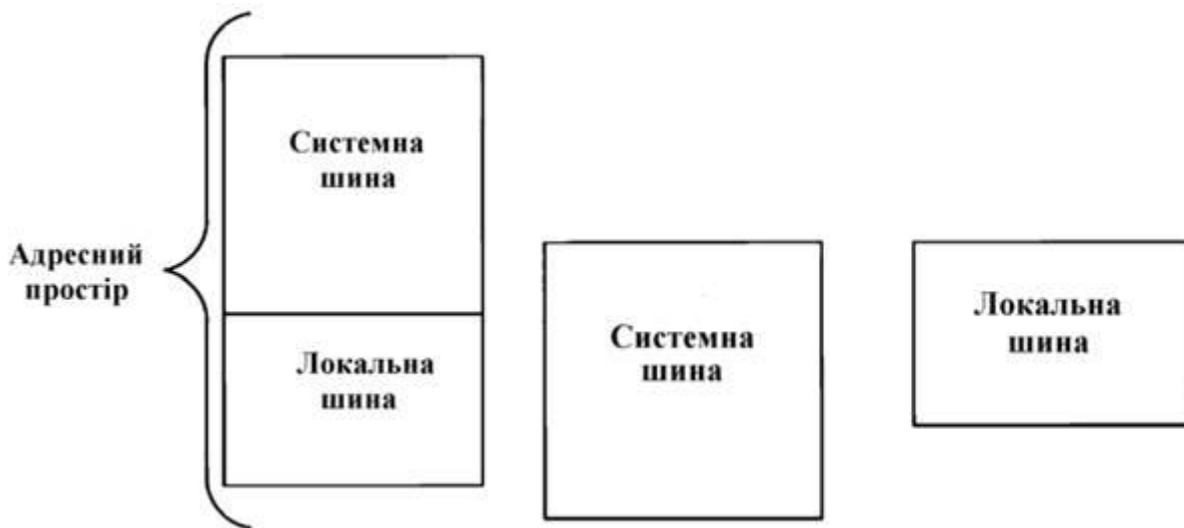 Системна
шина
Адресний
простір
Локальна
шина
Системна
шина
Локальна
шина